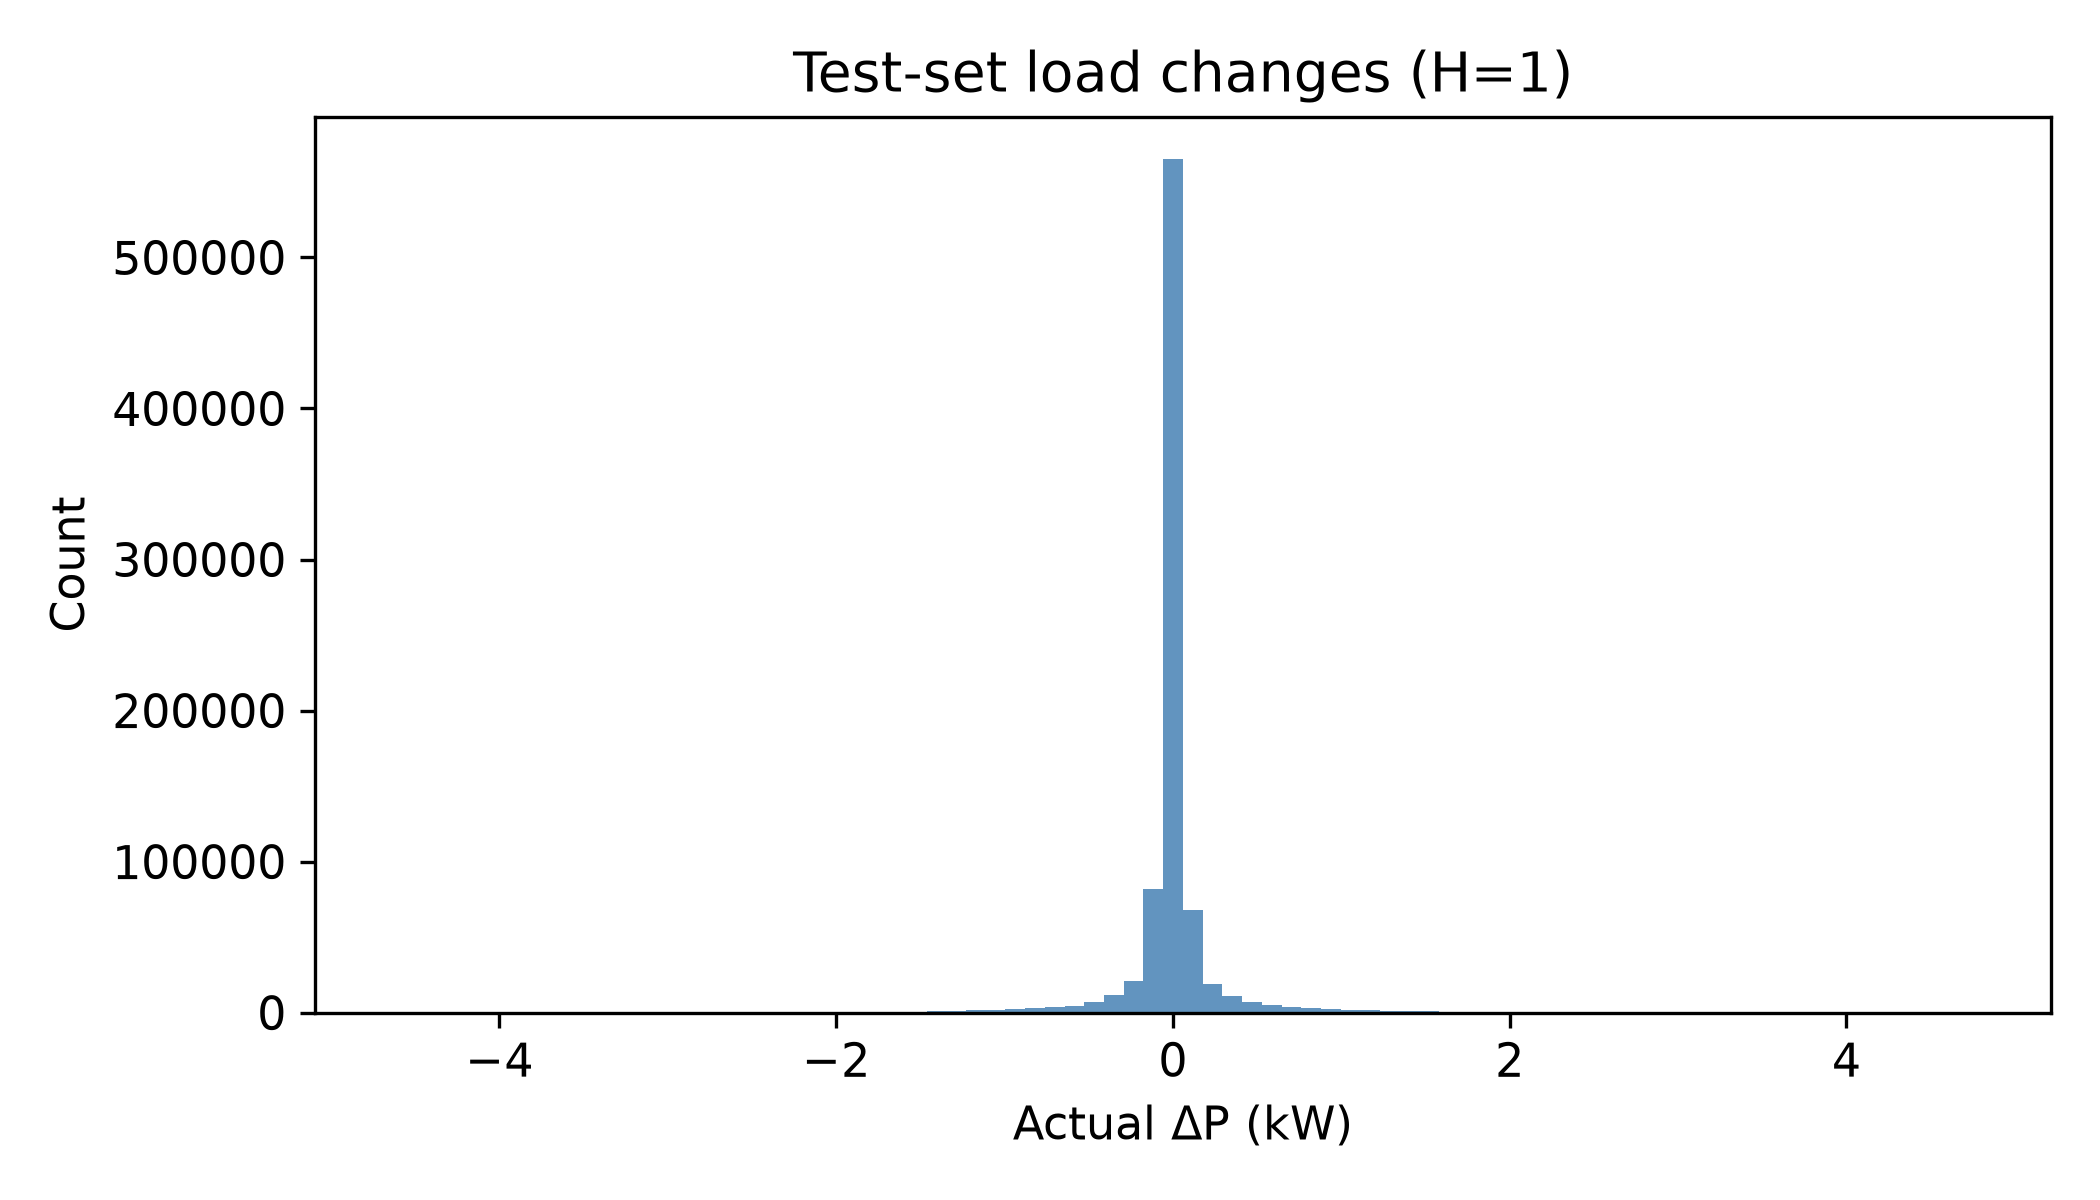 Test-set load changes (H=1)
Count
500000
400000
300000
200000
100000
0
−4 −2 0 2 4
Actual ΔP (kW)